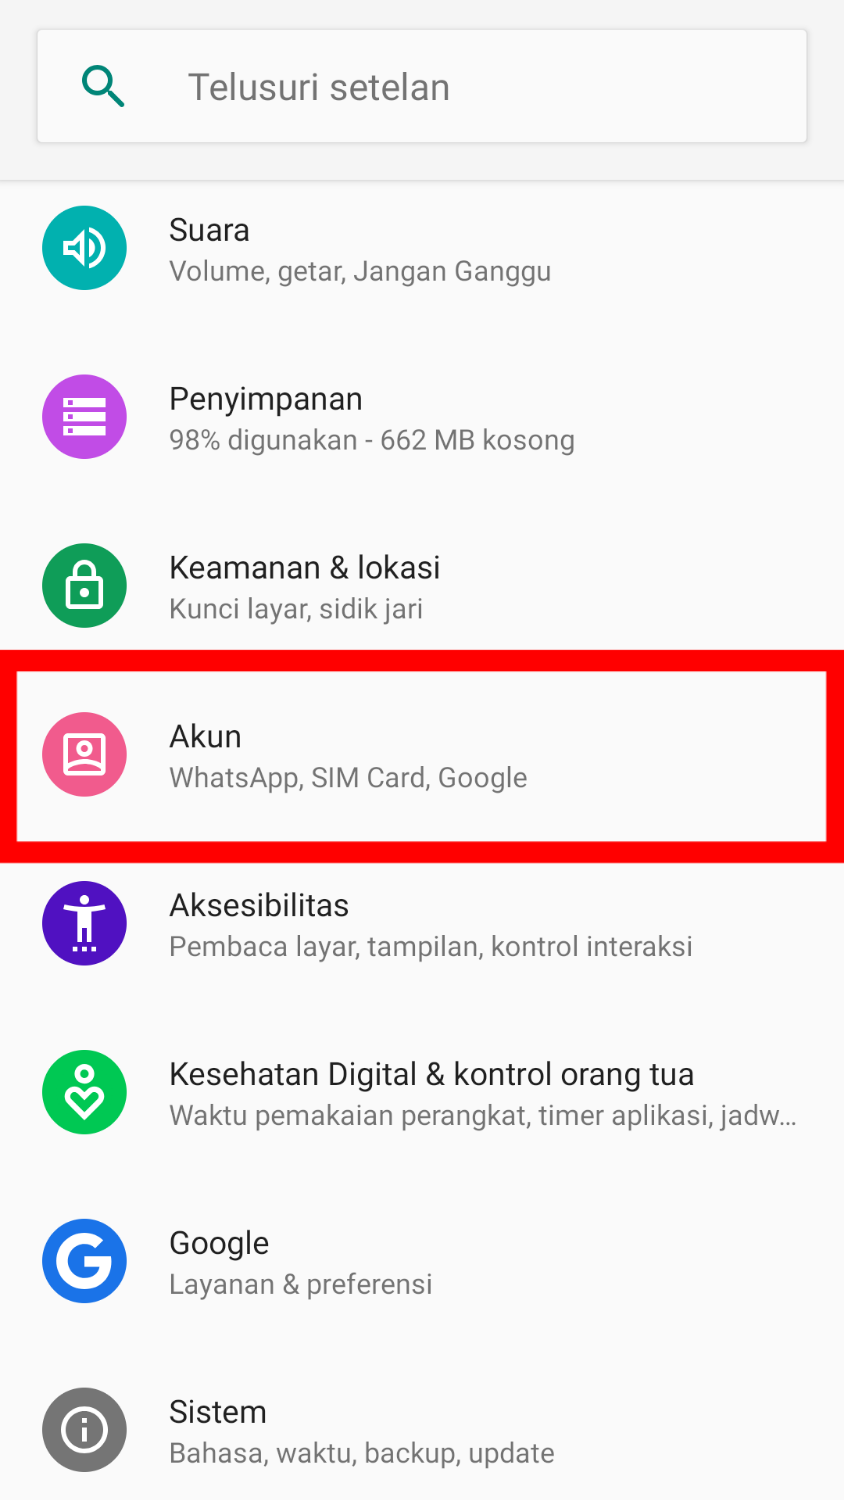 Telusuri setelan
Suara
Volume, getar, Jangan Ganggu
Penyimpanan
98% digunakan - 662 MB kosong
Keamanan & lokasi
Kunci layar, sidik jari
Akun
WhatsApp, SIM Card, Google
Aksesibilitas
Pembaca layar, tampilan, kontrol interaksi
Kesehatan Digital & kontrol orang tua
Waktu pemakaian perangkat, timer aplikasi, jadw...
Google
Layanan & preferensi
Sistem
Bahasa, waktu, backup, update